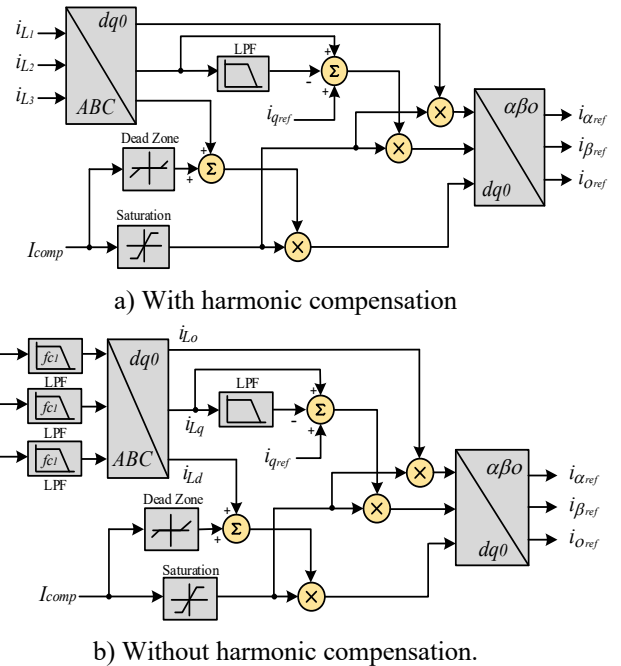 iL1
iL2
iL3
dq0
ABC
LPF
+
-
Σ
+
iqref
×
×
αβo
dq0
iαref
iβref
ioref
Dead Zone
+
+
Σ
Saturation
Icomp
×
a) With harmonic compensation
fc1
LPF
fc1
LPF
fc1
LPF
dq0
ABC
iLo
iLq
iLd
LPF
+
-
Σ
+
iqref
×
×
αβo
dq0
iαref
iβref
ioref
Dead Zone
+
+
Σ
Saturation
Icomp
×
b) Without harmonic compensation.